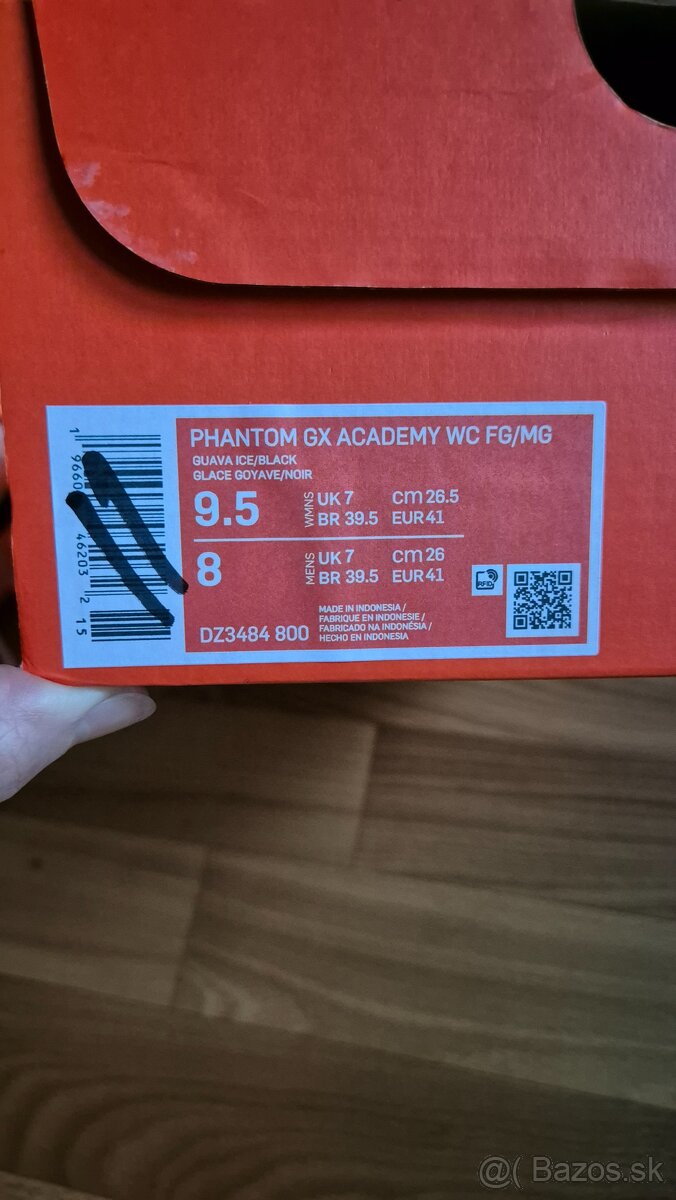 PHANTOM GX ACADEMY WC FG/MG
GUAVA ICE/BLACK
GLACE GOYAVE/NOIR
9.5 WMNS UK 7 cm 26.5
BR 39.5 EUR 41
8 MENS UK 7 cm 26
BR 39.5 EUR 41
RFID
DZ3484 800
MADE IN INDONESIA /
FABRIQUE EN INDONESIE /
FABRICADO NA INDONÉSIA /
HECHO EN INDONESIA
46203 2 15
@( Bazos.sk